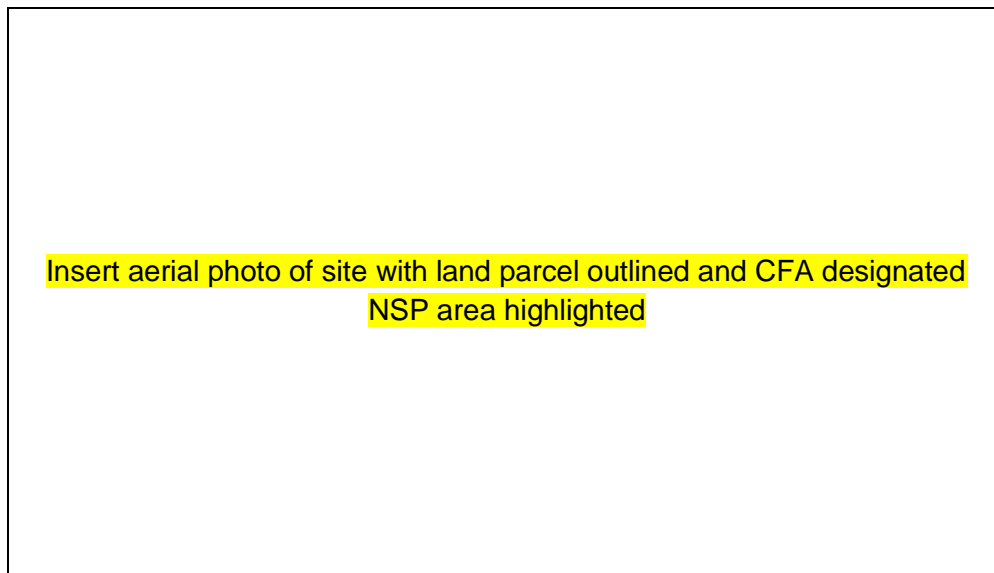 Insert aerial photo of site with land parcel outlined and CFA designated
NSP area highlighted